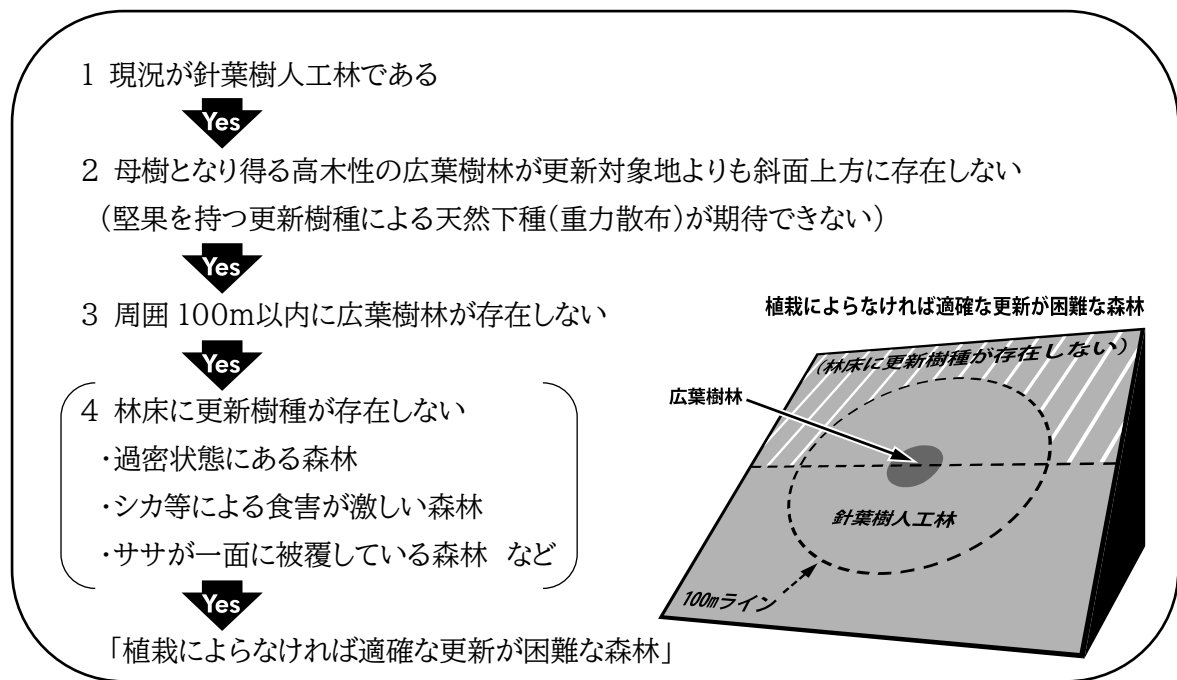 1 現況が針葉樹人工林である
Yes
2 母樹となり得る高木性の広葉樹林が更新対象地よりも斜面上方に存在しない
（堅果を持つ更新樹種による天然下種（重力散布）が期待できない）
Yes
3 周囲 100m以内に広葉樹林が存在しない
Yes
4 林床に更新樹種が存在しない
・過密状態にある森林
・シカ等による食害が激しい森林
・ササが一面に被覆している森林 など
Yes
「植栽によらなければ適確な更新が困難な森林」
植栽によらなければ適確な更新が困難な森林
（林床に更新樹種が存在しない）
広葉樹林
針葉樹人工林
100mライン